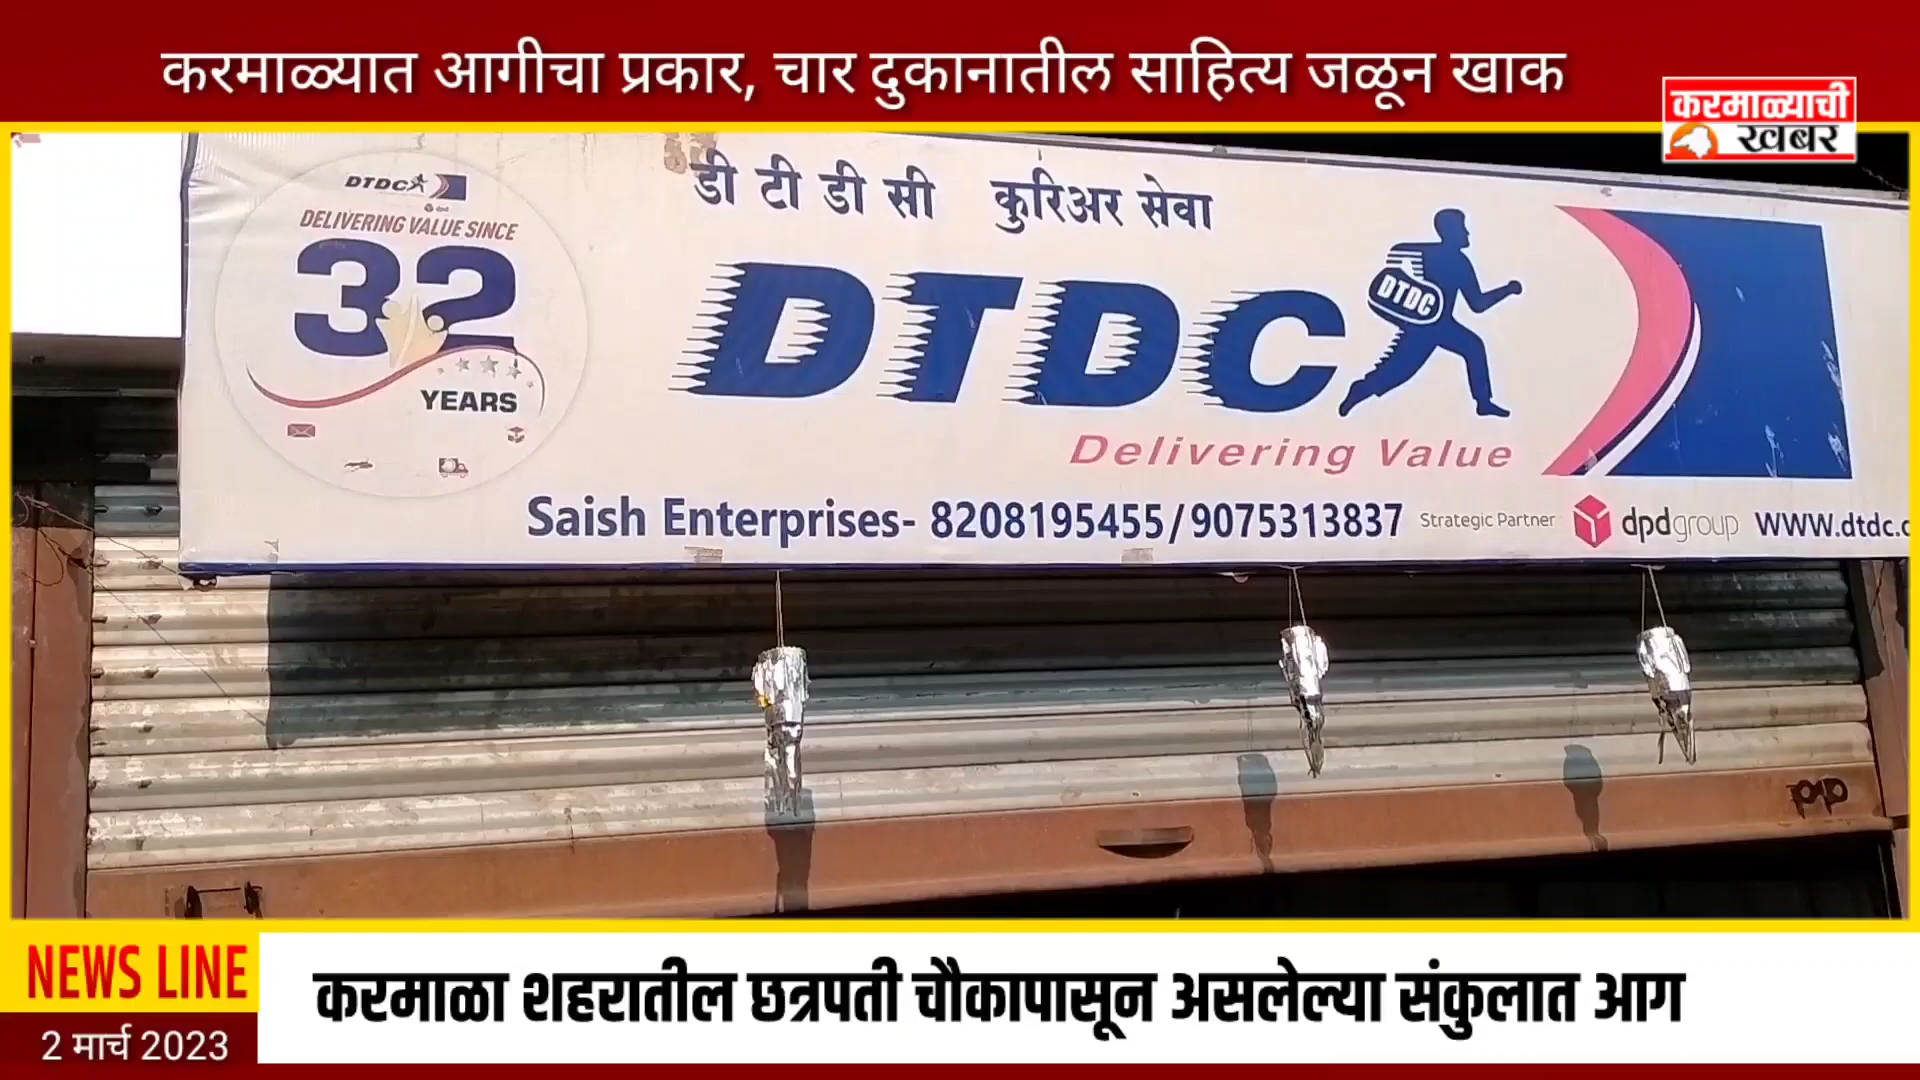 करमाळ्यात आगीचा प्रकार, चार दुकानातील साहित्य जळून खाक
करमाळ्याची
खबर
DTDC
DELIVERING VALUE SINCE
32
YEARS
डी टी डी सी कुरिअर सेवा
DTDC
DTDC
Delivering Value
Saish Enterprises- 8208195455/9075313837 Strategic Partner dpdgroup WWW.dtdc.c
NEWS LINE
2 मार्च 2023
करमाळा शहरातील छत्रपती चौकापासून असलेल्या संकुलात आग